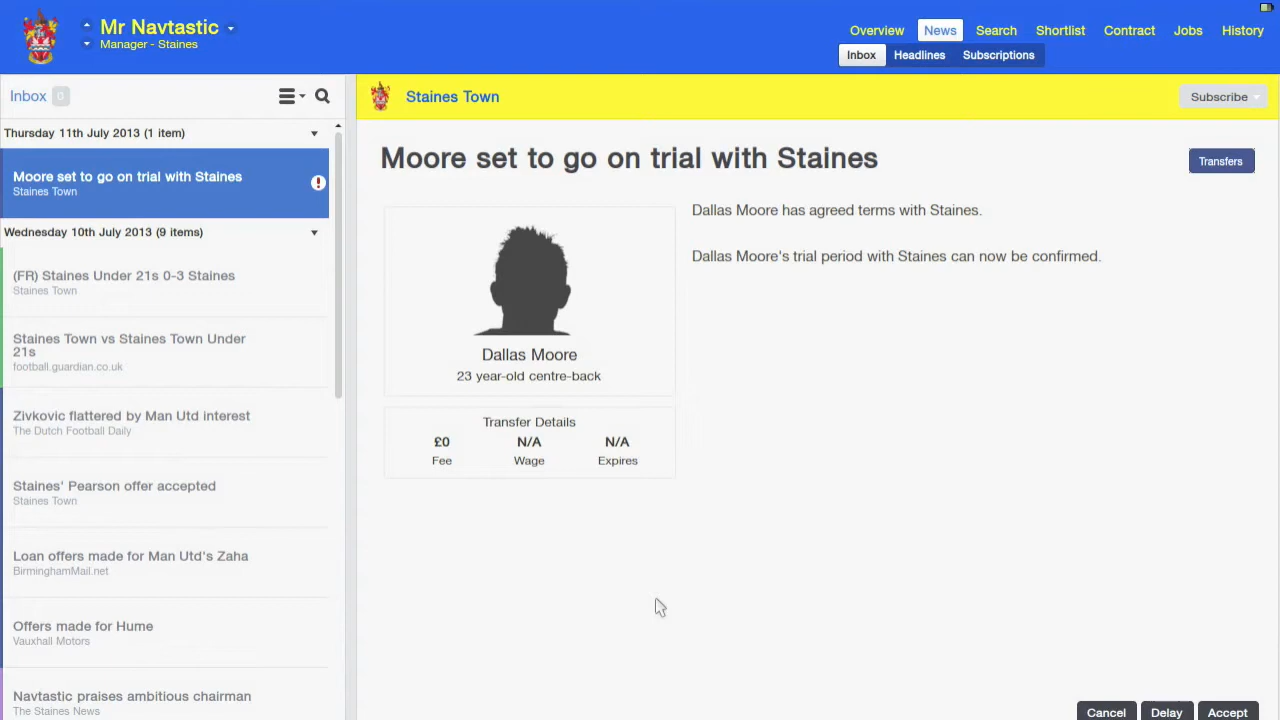 Mr Navtastic
Manager - Staines
Overview News Search Shortlist Contract Jobs History
Inbox Headlines Subscriptions
Inbox 0
Thursday 11th July 2013 (1 item)
Moore set to go on trial with Staines
Staines Town
Wednesday 10th July 2013 (9 items)
(FR) Staines Under 21s 0-3 Staines
Staines Town
Staines Town vs Staines Town Under
21s
football.guardian.co.uk
Zivkovic flattered by Man Utd interest
The Dutch Football Daily
Staines' Pearson offer accepted
Staines Town
Loan offers made for Man Utd's Zaha
BirminghamMail.net
Offers made for Hume
Vauxhall Motors
Navtastic praises ambitious chairman
The Staines News
Staines Town
Subscribe
Moore set to go on trial with Staines
Transfers
Dallas Moore has agreed terms with Staines.
Dallas Moore's trial period with Staines can now be confirmed.
Dallas Moore
23 year-old centre-back
Transfer Details
£0 N/A N/A
Fee Wage Expires
Cancel Delay Accept